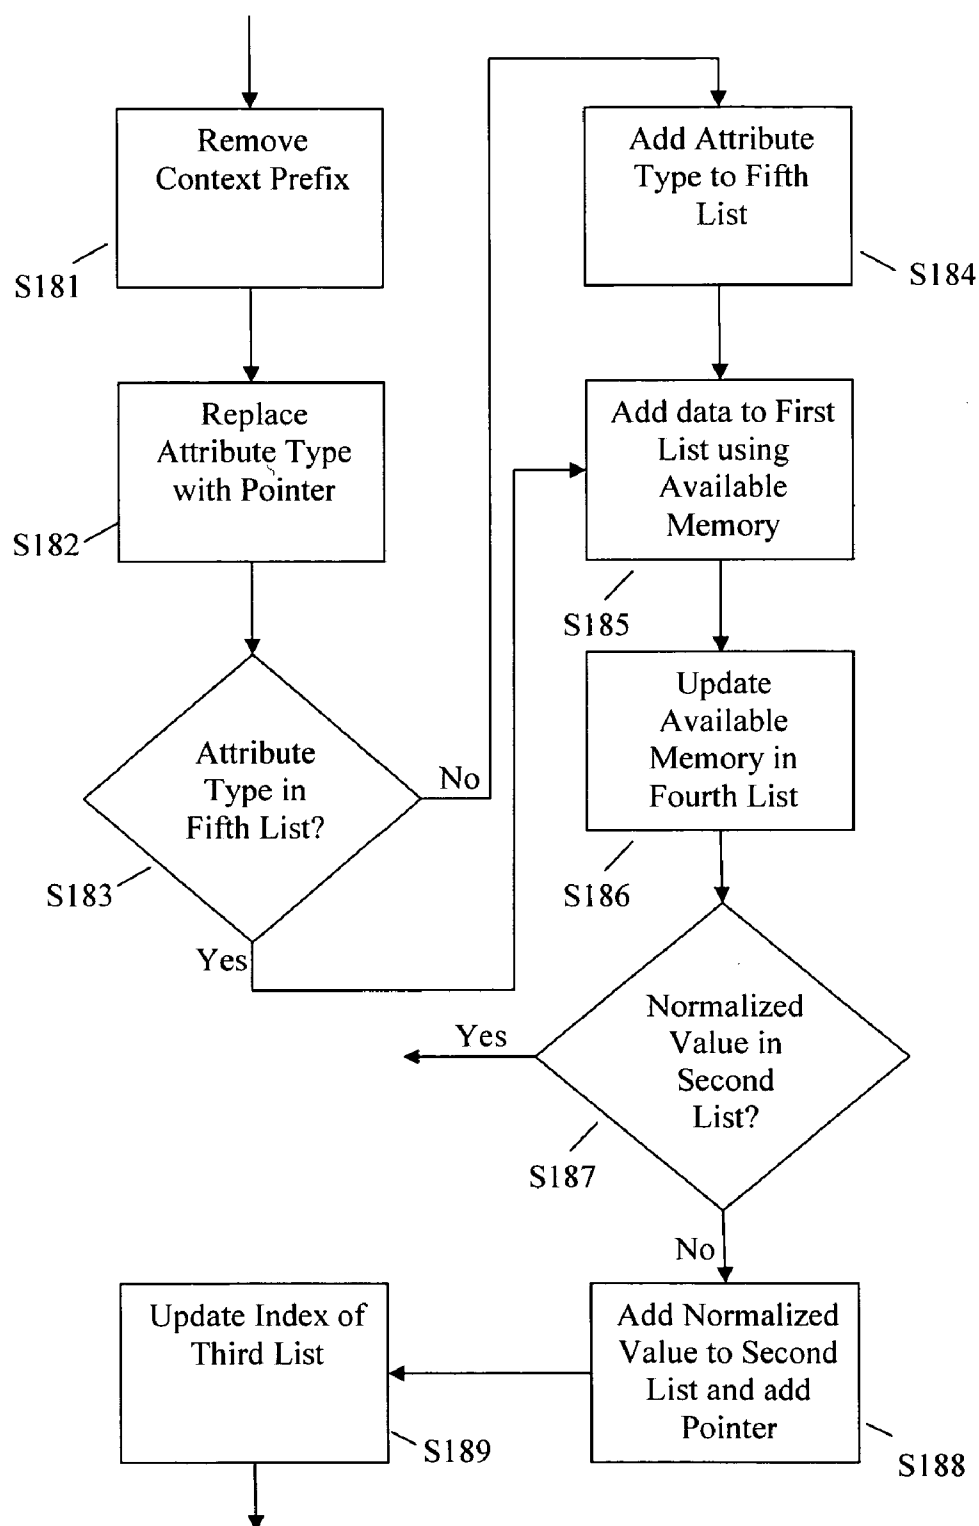 Remove
Context Prefix
S181
Replace
Attribute Type
with Pointer
S182
Attribute
Type in
Fifth List?
S183
No
Yes
Add Attribute
Type to Fifth
List
S184
Add data to First
List using
Available
Memory
S185
Update
Available
Memory in
Fourth List
S186
Normalized
Value in
Second
List?
S187
Yes
No
Add Normalized
Value to Second
List and add
Pointer
S188
Update Index of
Third List
S189